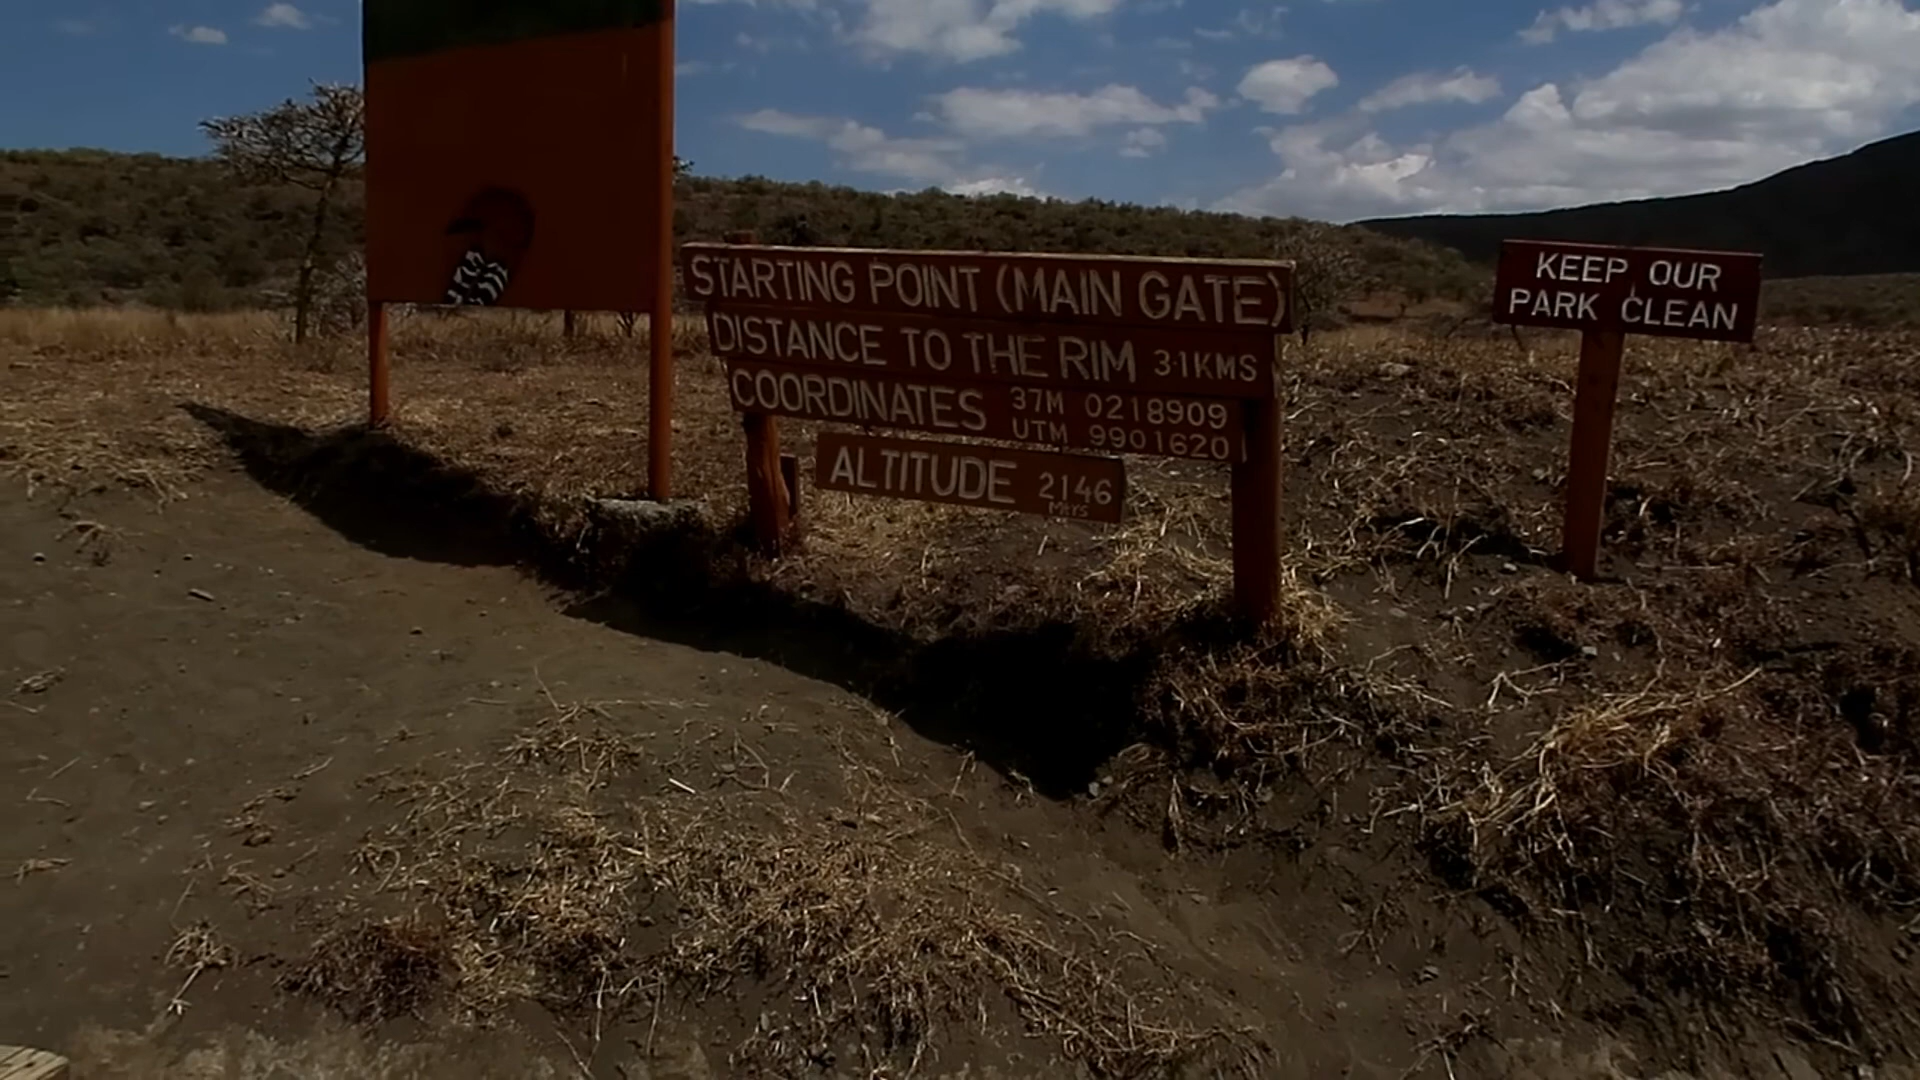 STARTING POINT (MAIN GATE)
DISTANCE TO THE RIM 3.1KMS
COORDINATES 37M 0218909
UTM 9901620
ALTITUDE 2146
Mtrs
KEEP OUR
PARK CLEAN